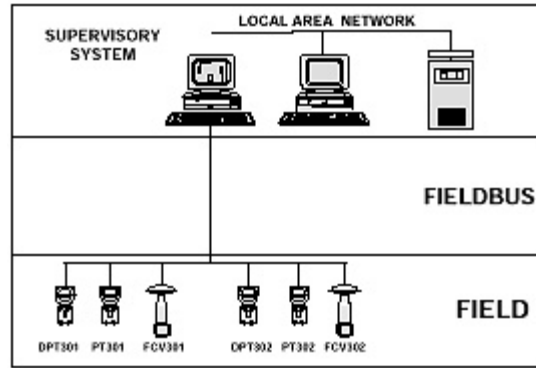 LOCAL AREA NETWORK
SUPERVISORY
SYSTEM
FIELDBUS
FIELD
DPT301 PT301 FCV301 DPT302 PT302 FCV302